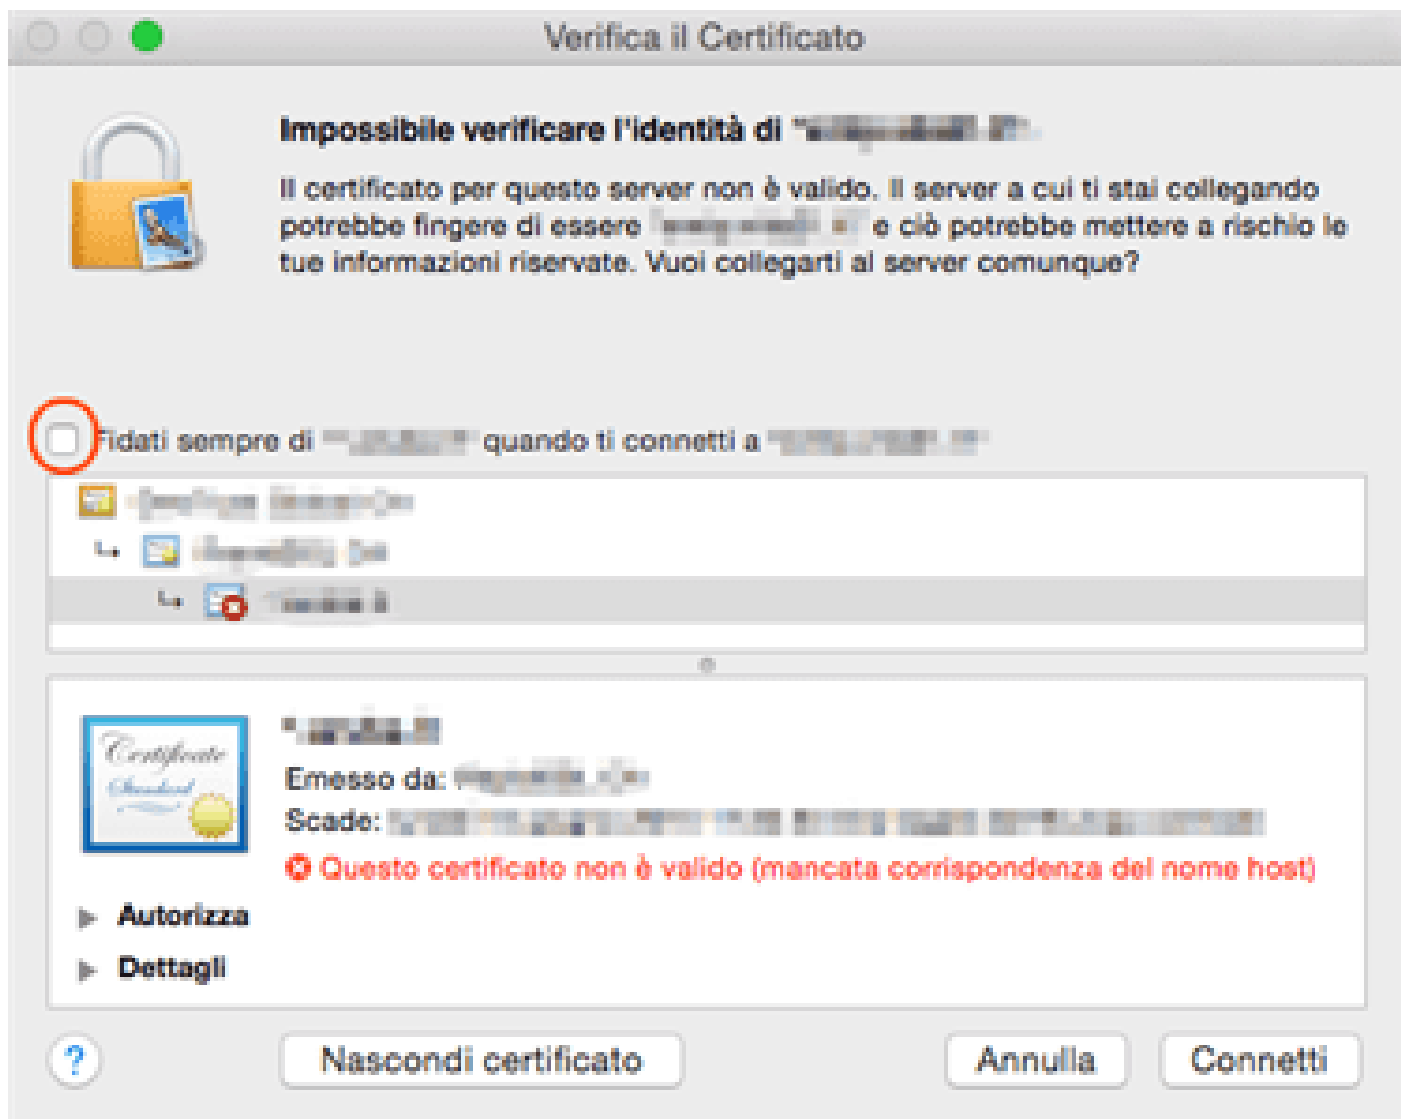 Verifica il Certificato
Impossibile verificare l'identità di "
Il certificato per questo server non è valido. Il server a cui ti stai collegando
potrebbe fingere di essere " " e ciò potrebbe mettere a rischio le
tue informazioni riservate. Vuoi collegarti al server comunque?
Fidati sempre di " " quando ti connetti a "
Certificate
Standard
Emesso da:
Scade:
Questo certificato non è valido (mancata corrispondenza del nome host)
Autorizza
Dettagli
?
Nascondi certificato
Annulla
Connetti